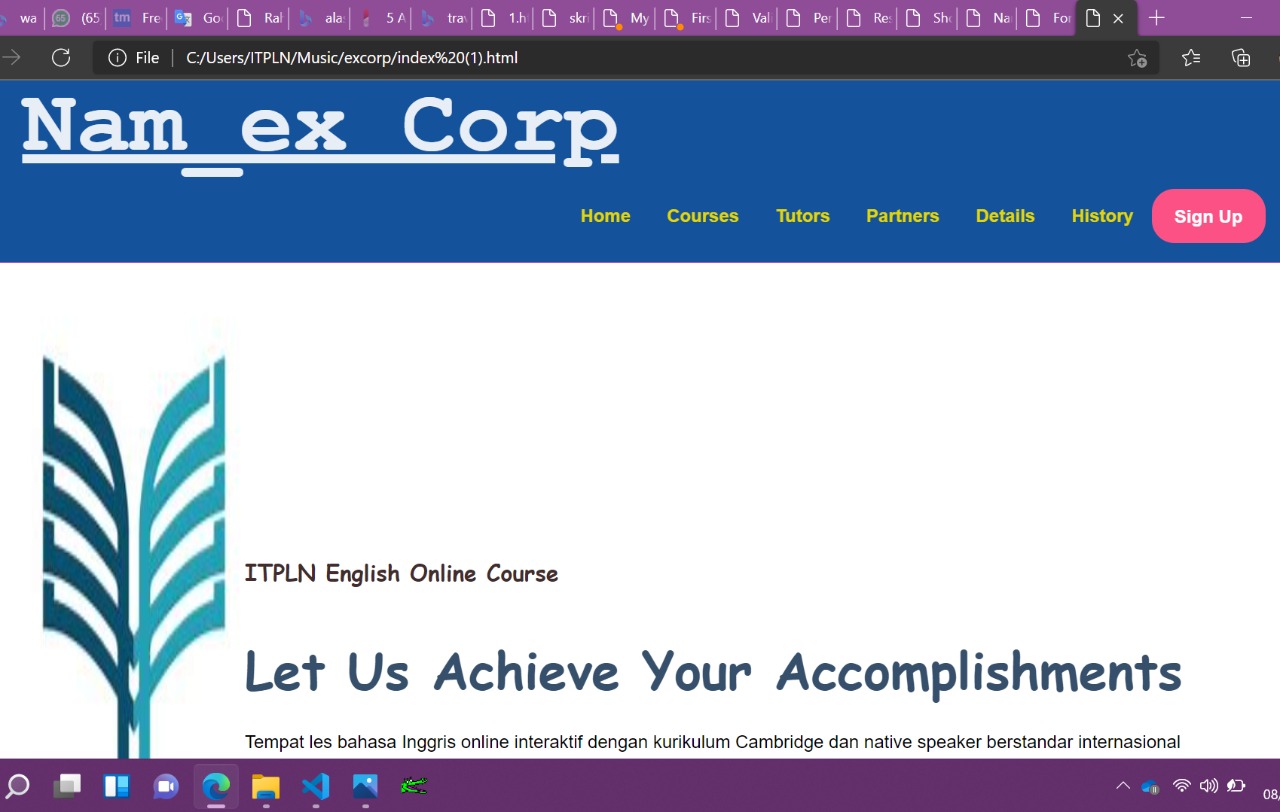 wa (65 tm Fre Go Ral ala 5 A tra 1.h skr My Firs Val Per Res Sho Na For
File C:/Users/ITPLN/Music/excorp/index%20(1).html
Nam_ex Corp
Home Courses Tutors Partners Details History Sign Up
ITPLN English Online Course
Let Us Achieve Your Accomplishments
Tempat les bahasa Inggris online interaktif dengan kurikulum Cambridge dan native speaker berstandar internasional
08/